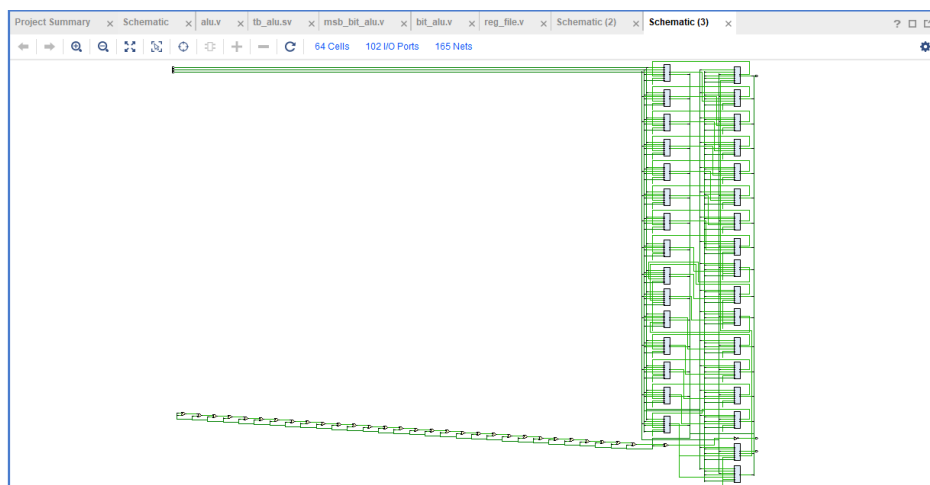 Project Summary × Schematic × alu.v × tb_alu.sv × msb_bit_alu.v × bit_alu.v × reg_file.v × Schematic (2) × Schematic (3) × ?
64 Cells 102 I/O Ports 165 Nets